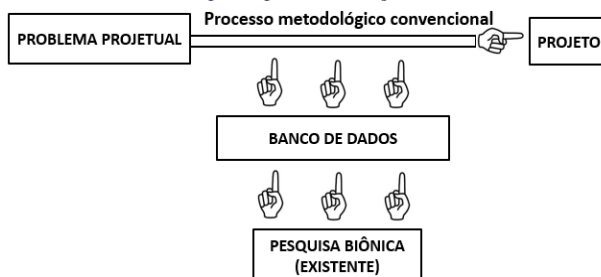 Processo metodológico convencional
PROBLEMA PROJETUAL
PROJETO
BANCO DE DADOS
PESQUISA BIÔNICA
(EXISTENTE)